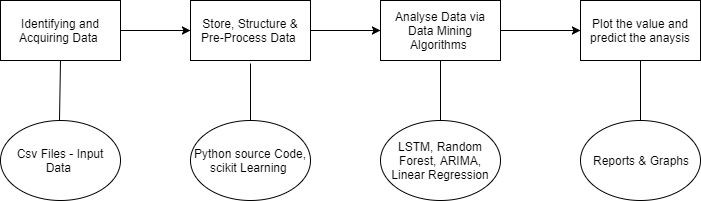 Identifying and
Acquiring Data
Store, Structure &
Pre-Process Data
Analyse Data via
Data Mining
Algorithms
Plot the value and
predict the anaysis
Csv Files - Input
Data
Python source Code,
scikit Learning
LSTM, Random
Forest, ARIMA,
Linear Regression
Reports & Graphs